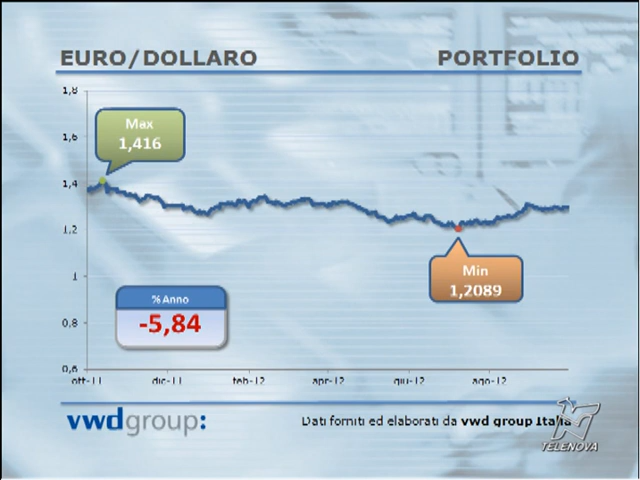 EURO/DOLLARO PORTFOLIO
1,8
Max
1,416
1,6
1,4
1,2
Min
1,2089
1
% Anno
-5,84
0,8
0,6
ott-11 dic-11 feb-12 apr-12 giu-12 ago-12
vwdgroup: Dati forniti ed elaborati da vwd group Italia
TELENOVA